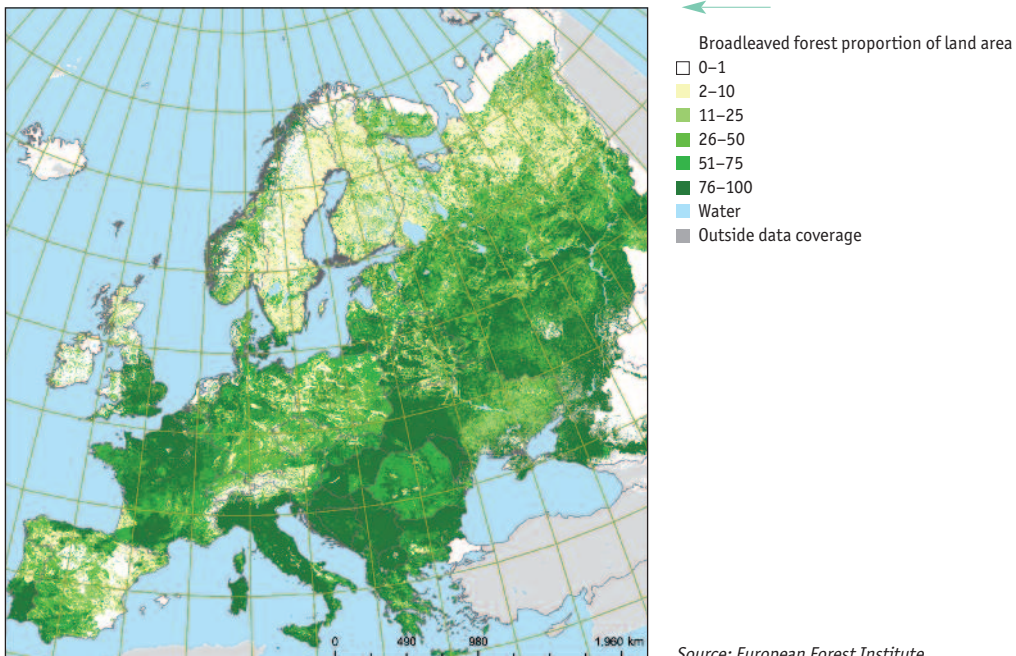 Broadleaved forest proportion of land area
0–1
2–10
11–25
26–50
51–75
76–100
Water
Outside data coverage
0 490 980 1.960 km
Source: European Forest Institute